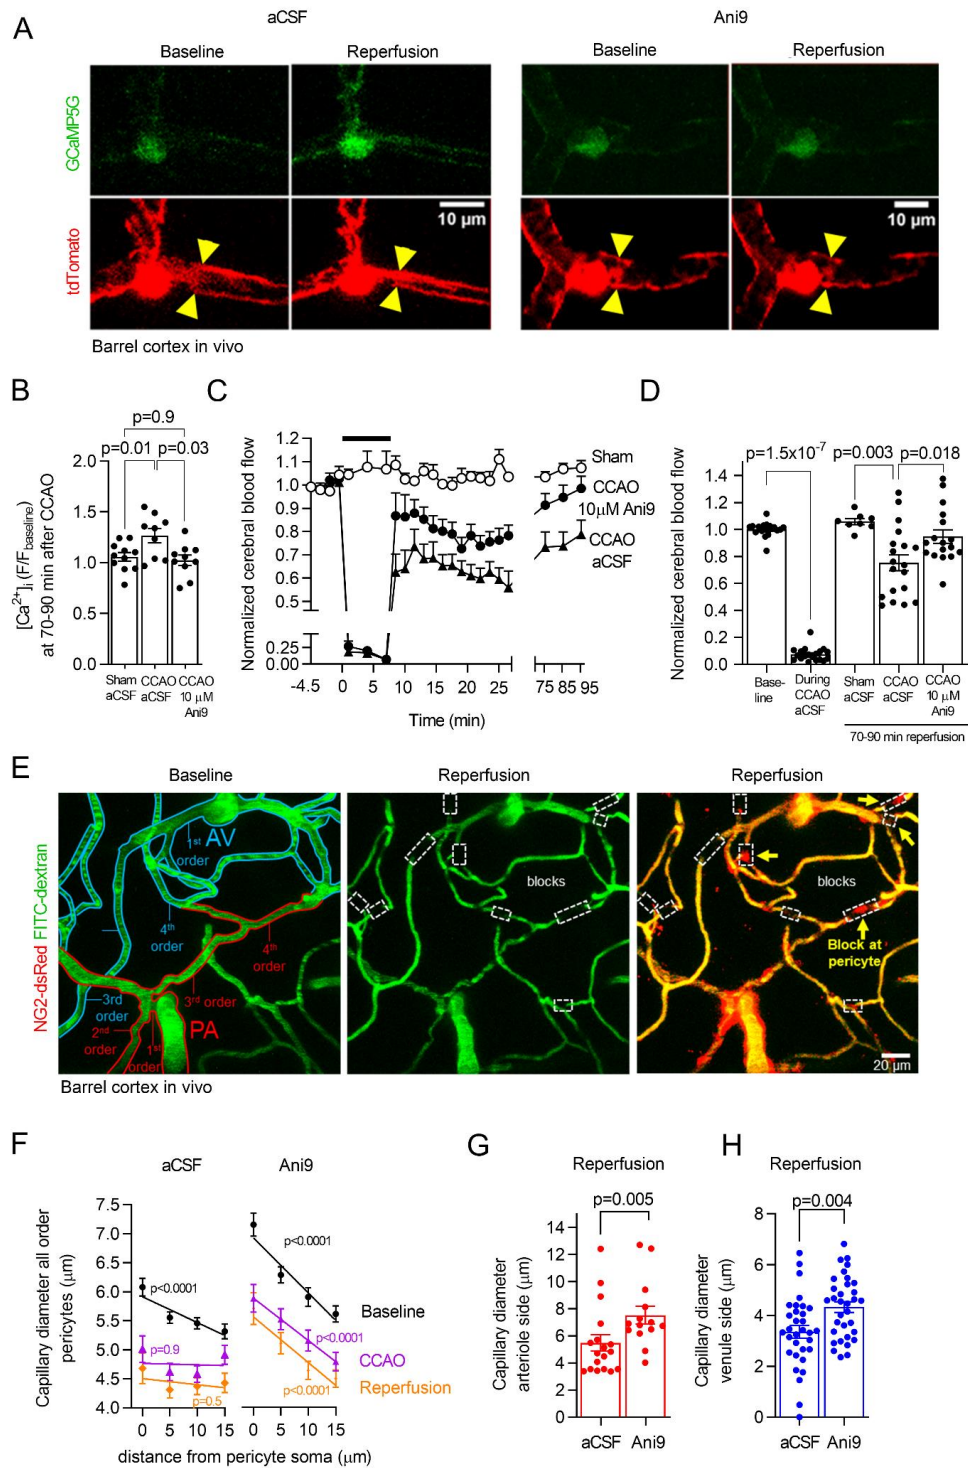 A
aCSF
Ani9
Baseline
Reperfusion
Baseline
Reperfusion
GCaMP5G
tdTomato
10 µm
10 µm
Barrel cortex in vivo
B
p=0.9
p=0.01
p=0.03
[Ca2+]i (F/Fbaseline)
at 70-90 min after CCAO
2.0
1.5
1.0
0.5
0.0
Sham
aCSF
CCAO
aCSF
CCAO
10 µM
Ani9
C
Normalized cerebral blood flow
1.2
1.1
1.0
0.9
0.8
0.7
0.6
0.5
0.25
0.00
-4.5
0
5
10
15
20
25
75
85
95
Time (min)
Sham
CCAO
10µM Ani9
CCAO
aCSF
D
Normalized cerebral blood flow
p=1.5x10-7
p=0.003
p=0.018
1.4
1.2
1.0
0.8
0.6
0.4
0.2
0.0
Base-
line
During
CCAO
aCSF
Sham
aCSF
CCAO
aCSF
CCAO
10 µM
Ani9
70-90 min reperfusion
E
Baseline
Reperfusion
Reperfusion
NG2-dsRed FITC-dextran
1st
order
AV
4th
order
4th
order
3rd
order
3rd order
2nd
order
1st
order
PA
blocks
blocks
Block at
pericyte
20 µm
Barrel cortex in vivo
F
aCSF
Ani9
Capillary diameter all order
pericytes (µm)
7.5
7.0
6.5
6.0
5.5
5.0
4.5
4.0
p<0.0001
p=0.9
p=0.5
p<0.0001
p<0.0001
p<0.0001
Baseline
CCAO
Reperfusion
0
5
10
15
0
5
10
15
distance from pericyte soma (µm)
G
Reperfusion
p=0.005
Capillary diameter
arteriole side (µm)
14
12
10
8
6
4
2
0
aCSF
Ani9
H
Reperfusion
p=0.004
Capillary diameter
venule side (µm)
8
6
4
2
0
aCSF
Ani9